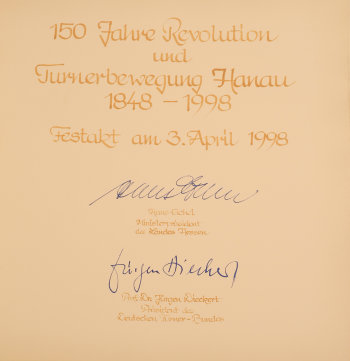 150 Jahre Revolution
und
Turnerbewegung Hanau
1848 – 1998
Festakt am 3. April 1998
Hans Eichel
Ministerpräsident
des Landes Hessen
Jürgen Dieckert
Prof. Dr. Jürgen Dieckert
Präsident des
Deutschen Turner-Bundes